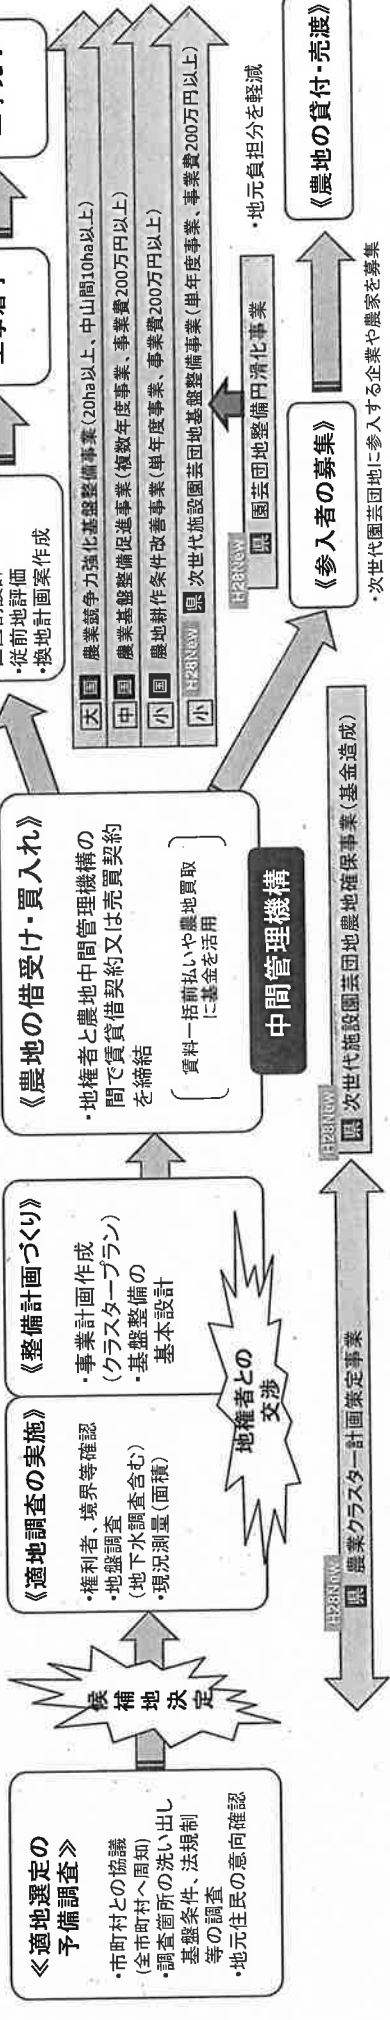 ≪適地選定の
予備調査≫
・市町村との協議
(全市町村へ周知)
・調査箇所の洗い出し
基盤条件、法規制
等の調査
・地元住民の意向確認
候補地決定
《適地調査の実施》
・権利者、境界等確認
・地盤調査
(地下水調査含む)
・現況測量(面積)
《整備計画づくり》
・事業計画作成
(クラスタープラン)
・基盤整備の
基本設計
地権者との
交渉
H28New
県 農業クラスター計画策定事業
《農地の借受け・買入れ》
・地権者と農地中間管理機構の
間で賃貸借契約又は売買契約
を締結
賃料一括前払いや農地買取
に基金を活用
中間管理機構
H28New
県 次世代施設園芸団地農地確保事業(基金造成)
・従前地評価
・換地計画案作成
大 国 農業競争力強化基盤整備事業(20ha以上、中山間10ha以上)
中 国 農業基盤整備促進事業(複数年度事業、事業費200万円以上)
小 国 農地耕作条件改善事業(単年度事業、事業費200万円以上)
小 H28New 県 次世代施設園芸団地基盤整備事業(単年度事業、事業費200万円以上)
H28New
県 園芸団地整備円滑化事業
・地元負担分を軽減
《参入者の募集》
・次世代園芸団地に参入する企業や農家を募集
《農地の貸付・売渡》